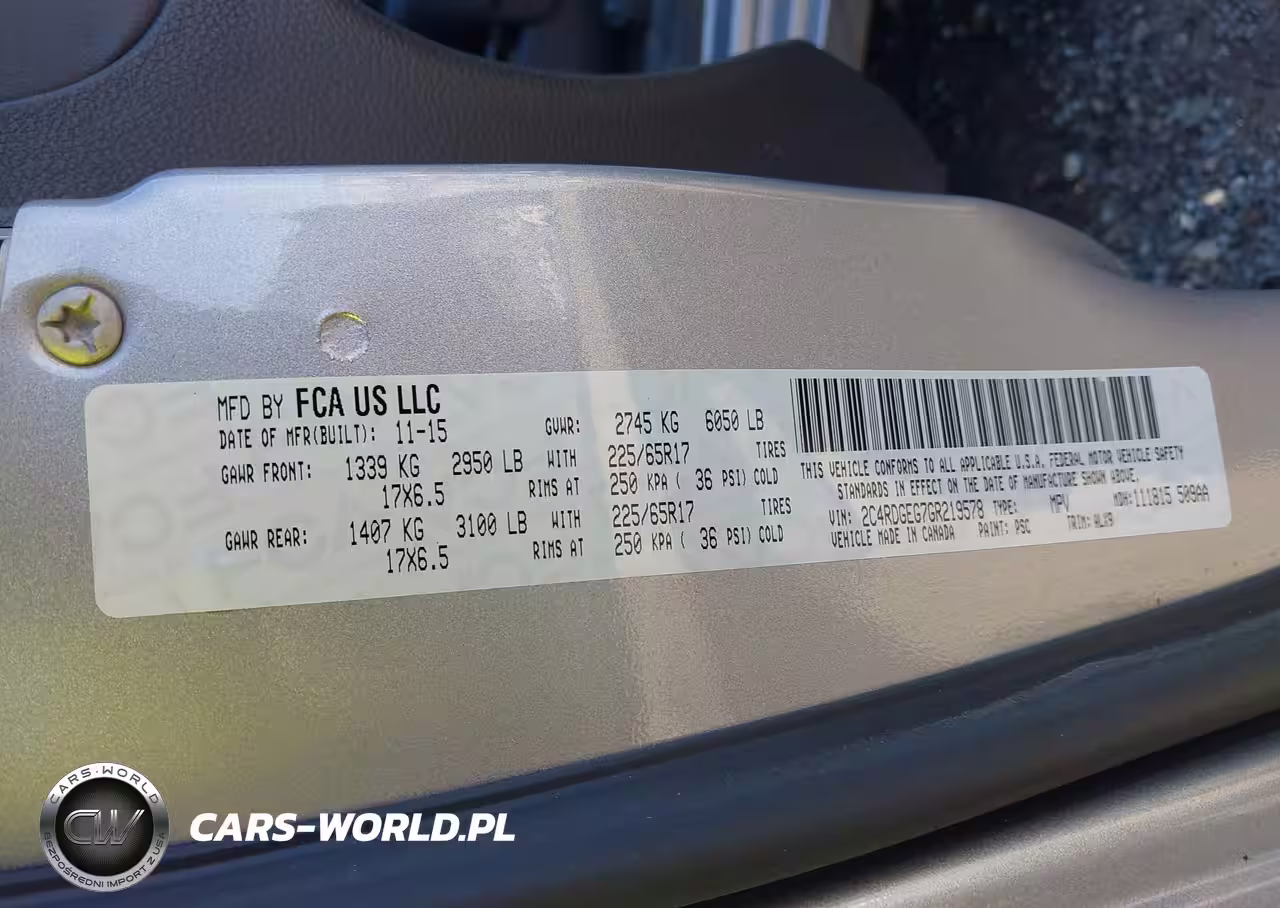 MFD BY FCA US LLC
DATE OF MFR(BUILT): 11-15 GVWR: 2745 KG 6050 LB
GAWR FRONT: 1339 KG 2950 LB WITH 225/65R17 TIRES
17X6.5 RIMS AT 250 KPA ( 36 PSI) COLD
GAWR REAR: 1407 KG 3100 LB WITH 225/65R17 TIRES
17X6.5 RIMS AT 250 KPA ( 36 PSI) COLD
THIS VEHICLE CONFORMS TO ALL APPLICABLE U.S.A. FEDERAL MOTOR VEHICLE SAFETY
STANDARDS IN EFFECT ON THE DATE OF MANUFACTURE SHOWN ABOVE.
VIN: 2C4RDGEG7GR219578 TYPE: MPV MDH: 111815 509AA
VEHICLE MADE IN CANADA PAINT: PSC TRIM:
CARS-WORLD
CW
BEZPOŚREDNI IMPORT Z USA
CARS-WORLD.PL